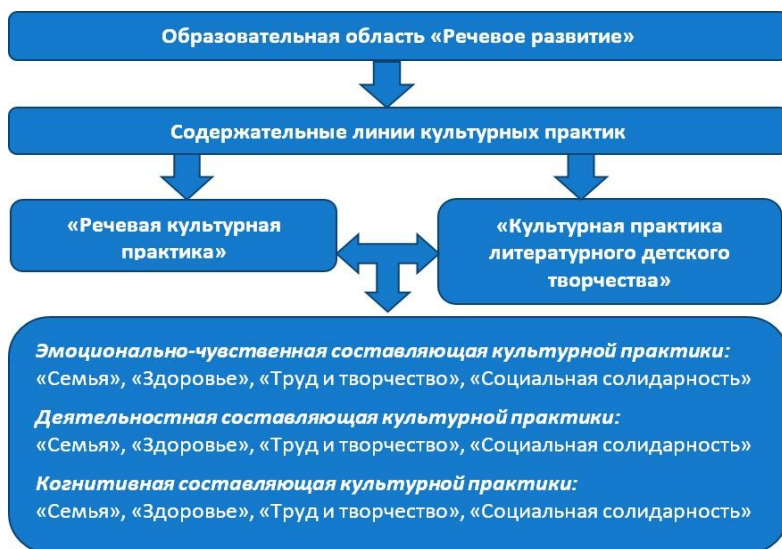 Образовательная область «Речевое развитие»
Содержательные линии культурных практик
«Речевая культурная
практика»
«Культурная практика
литературного детского
творчества»
Эмоционально-чувственная составляющая культурной практики:
«Семья», «Здоровье», «Труд и творчество», «Социальная солидарность»
Деятельностная составляющая культурной практики:
«Семья», «Здоровье», «Труд и творчество», «Социальная солидарность»
Когнитивная составляющая культурной практики:
«Семья», «Здоровье», «Труд и творчество», «Социальная солидарность»